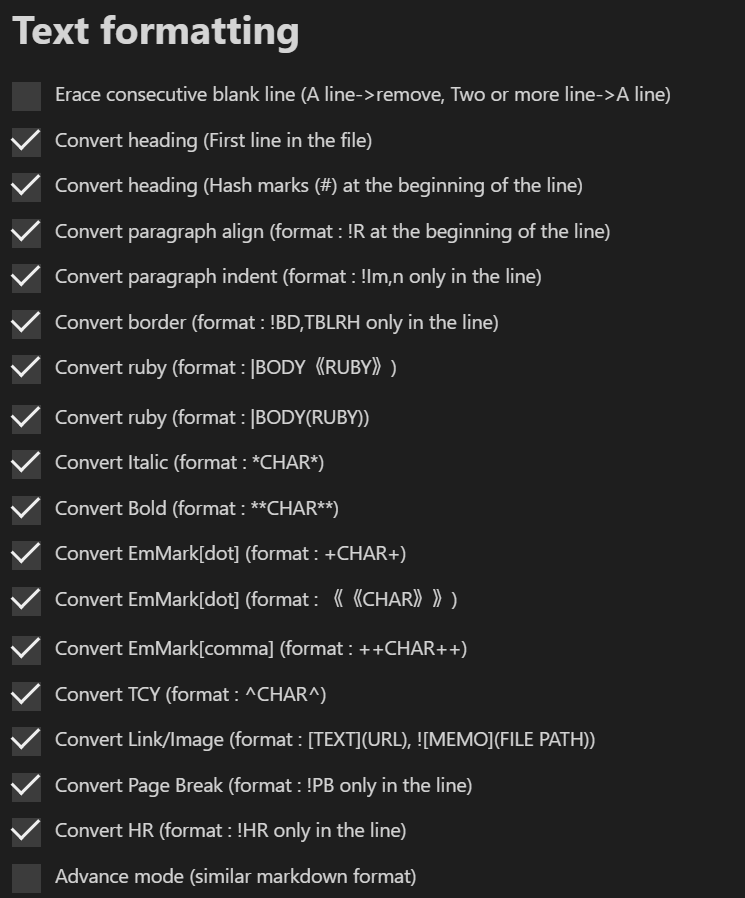 Text formatting
Erace consecutive blank line (A line->remove, Two or more line->A line)
Convert heading (First line in the file)
Convert heading (Hash marks (#) at the beginning of the line)
Convert paragraph align (format : !R at the beginning of the line)
Convert paragraph indent (format : !Im,n only in the line)
Convert border (format : !BD,TBLRH only in the line)
Convert ruby (format : |BODY《RUBY》)
Convert ruby (format : |BODY(RUBY))
Convert Italic (format : *CHAR*)
Convert Bold (format : **CHAR**)
Convert EmMark[dot] (format : +CHAR+)
Convert EmMark[dot] (format : 《《CHAR》》)
Convert EmMark[comma] (format : ++CHAR++)
Convert TCY (format : ^CHAR^)
Convert Link/Image (format : [TEXT](URL), ![MEMO](FILE PATH))
Convert Page Break (format : !PB only in the line)
Convert HR (format : !HR only in the line)
Advance mode (similar markdown format)